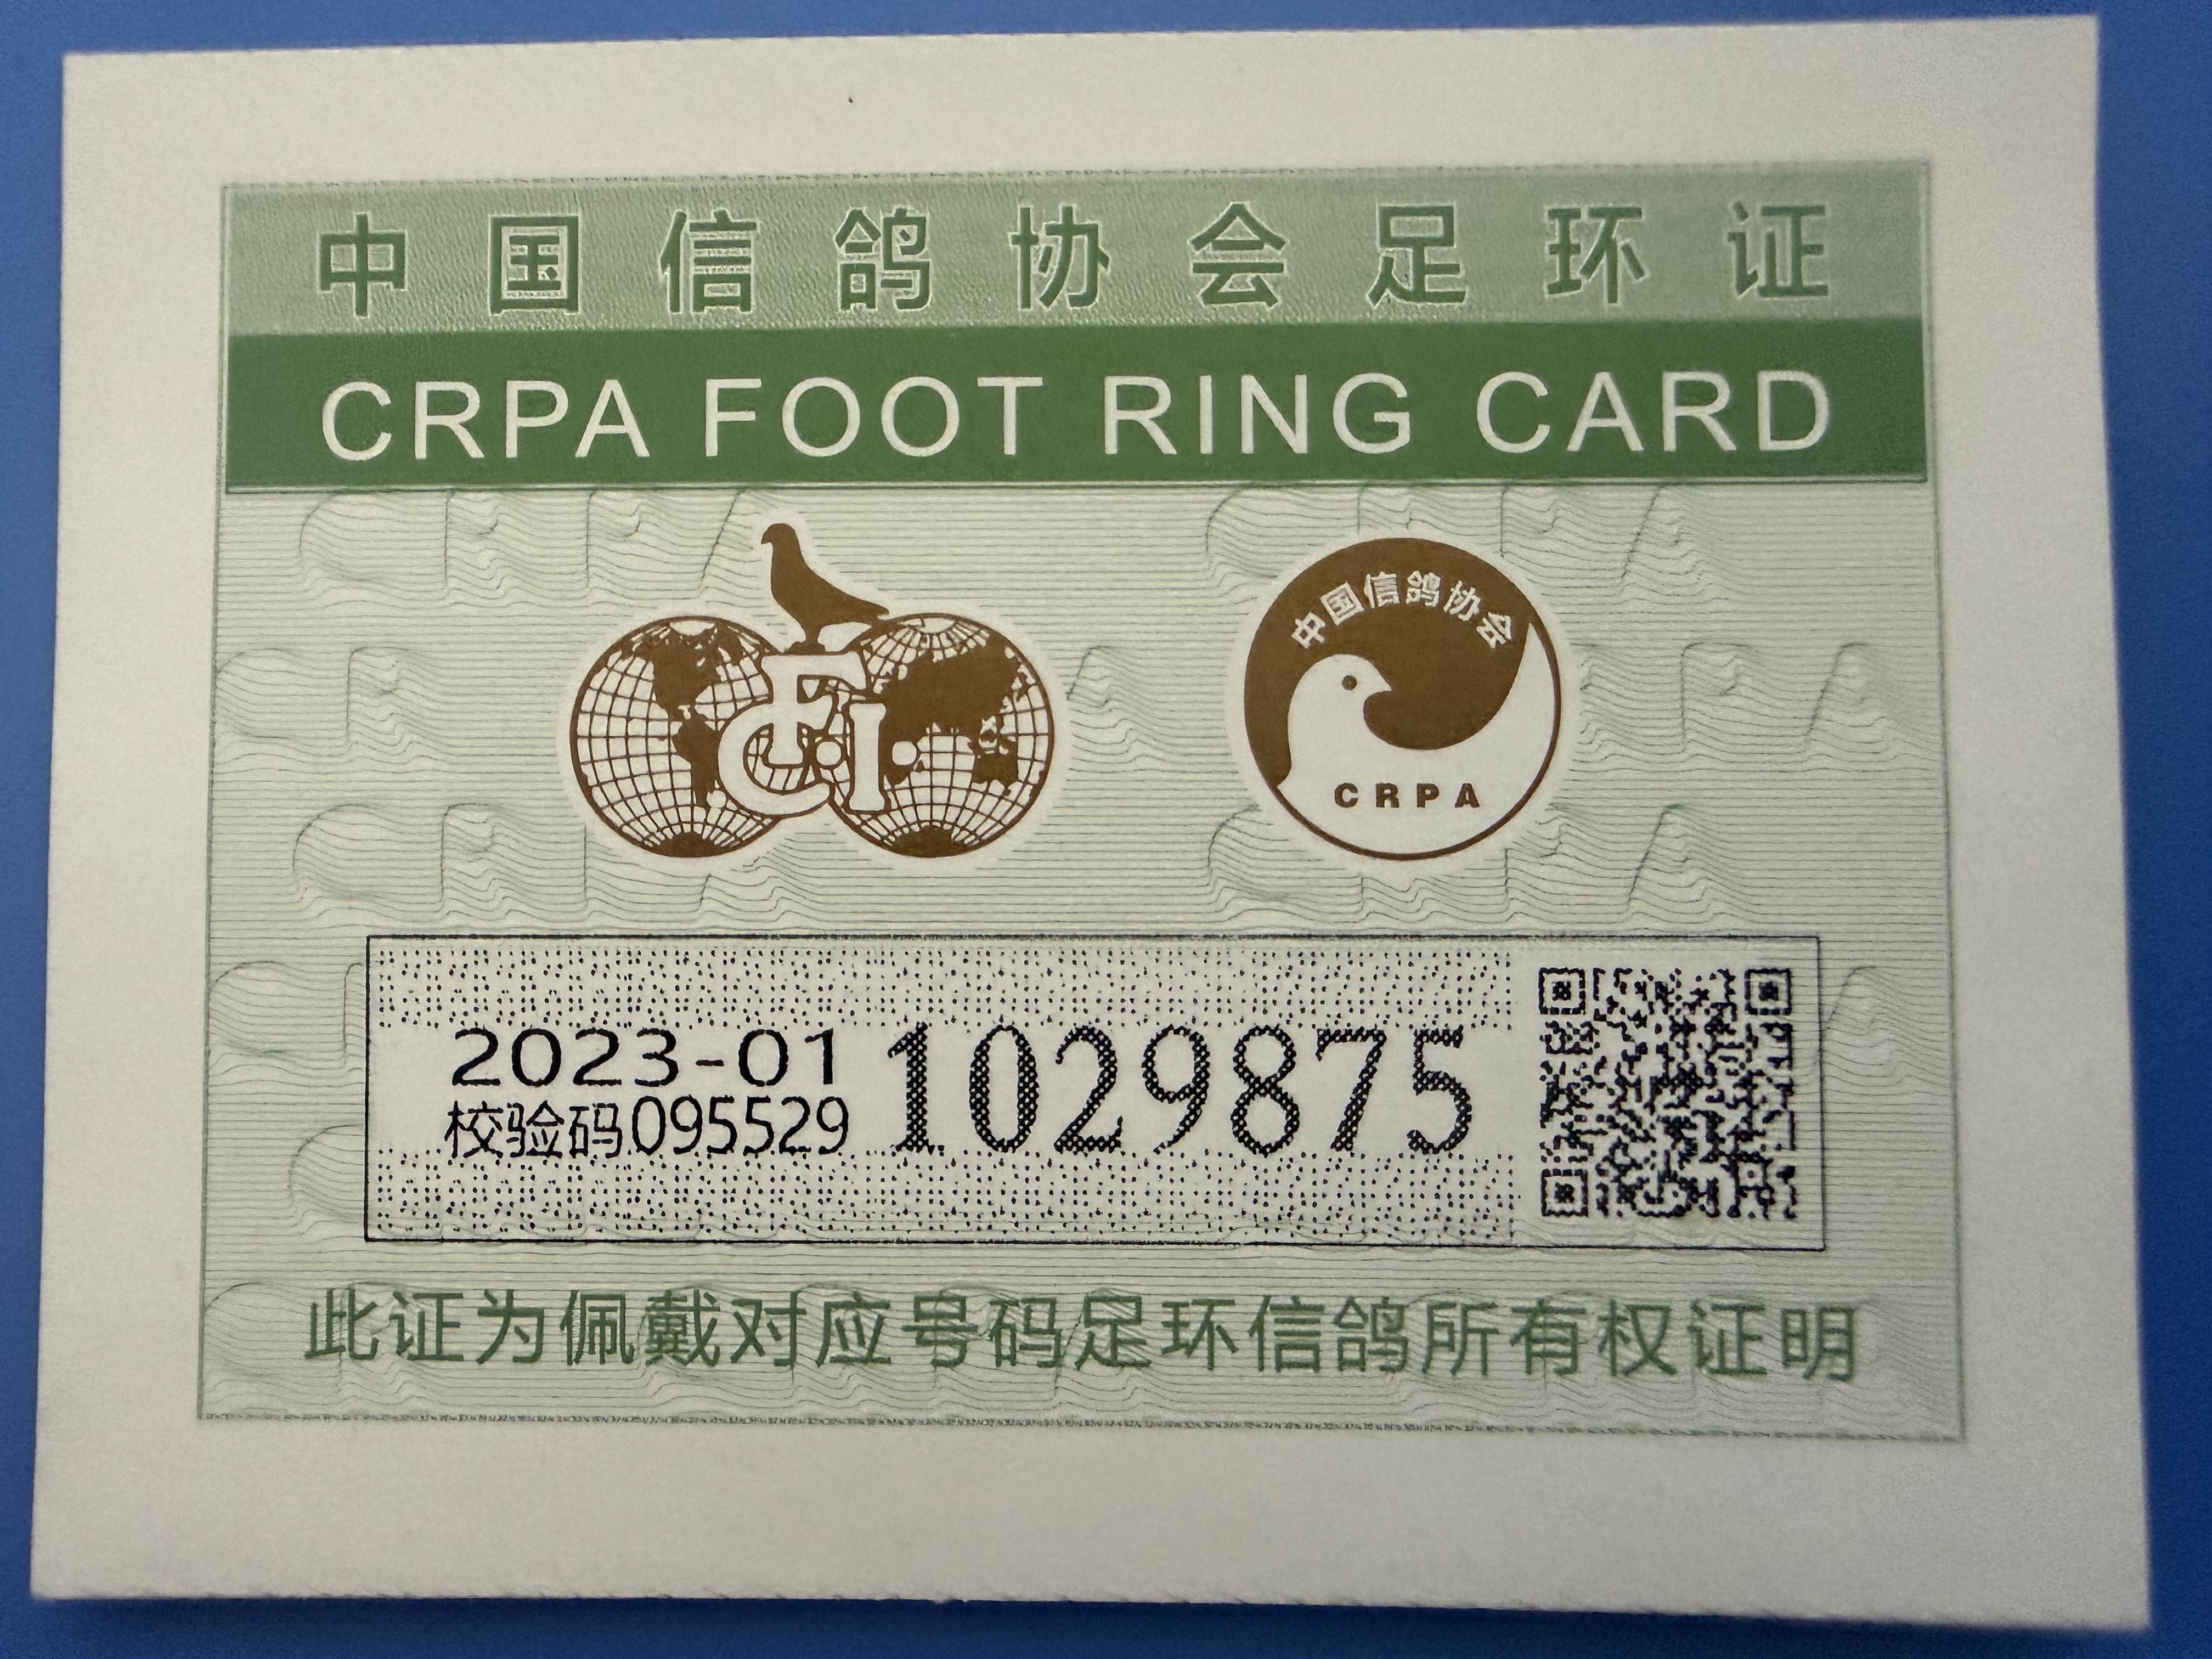 中国信鸽协会足环证
CRPA FOOT RING CARD
FCI
中国信鸽协会
CRPA
2023-01 1029875
校验码095529
此证为佩戴对应号码足环信鸽所有权证明